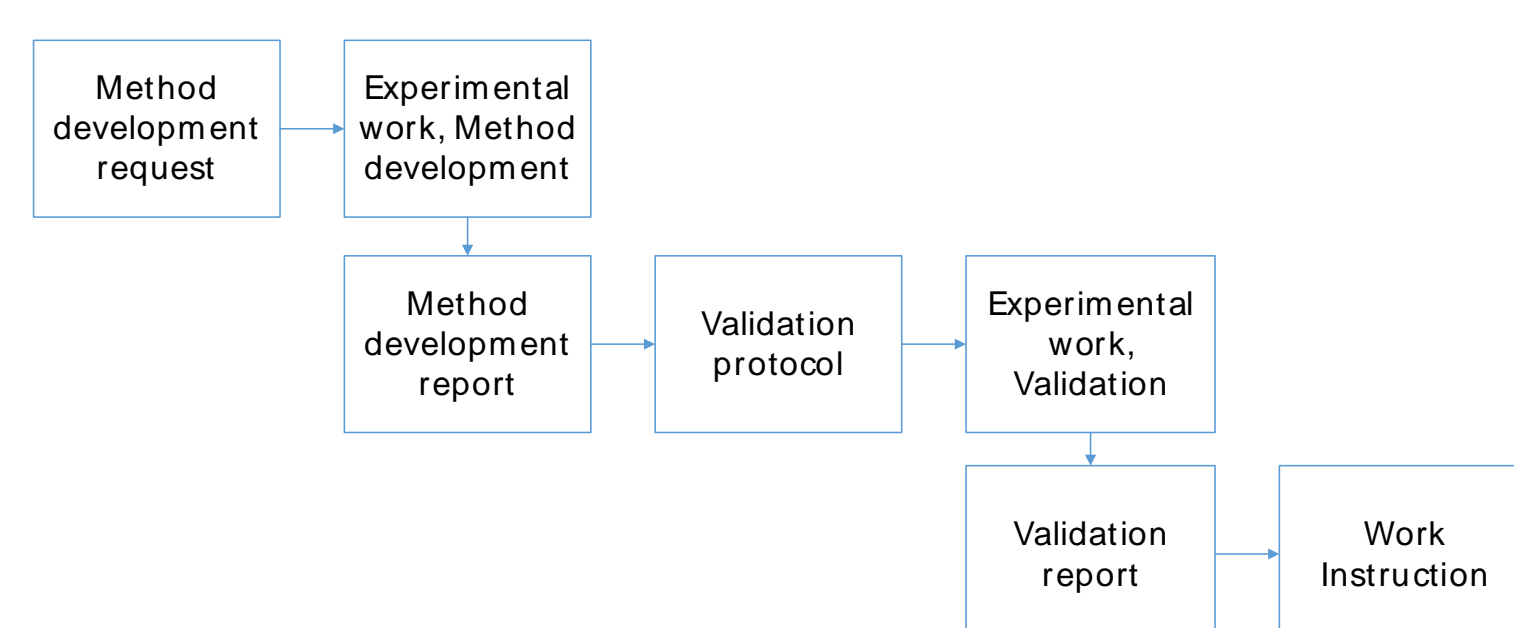 Method
development
request
Experimental
work, Method
development
Method
development
report
Validation
protocol
Experimental
work,
Validation
Validation
report
Work
Instruction